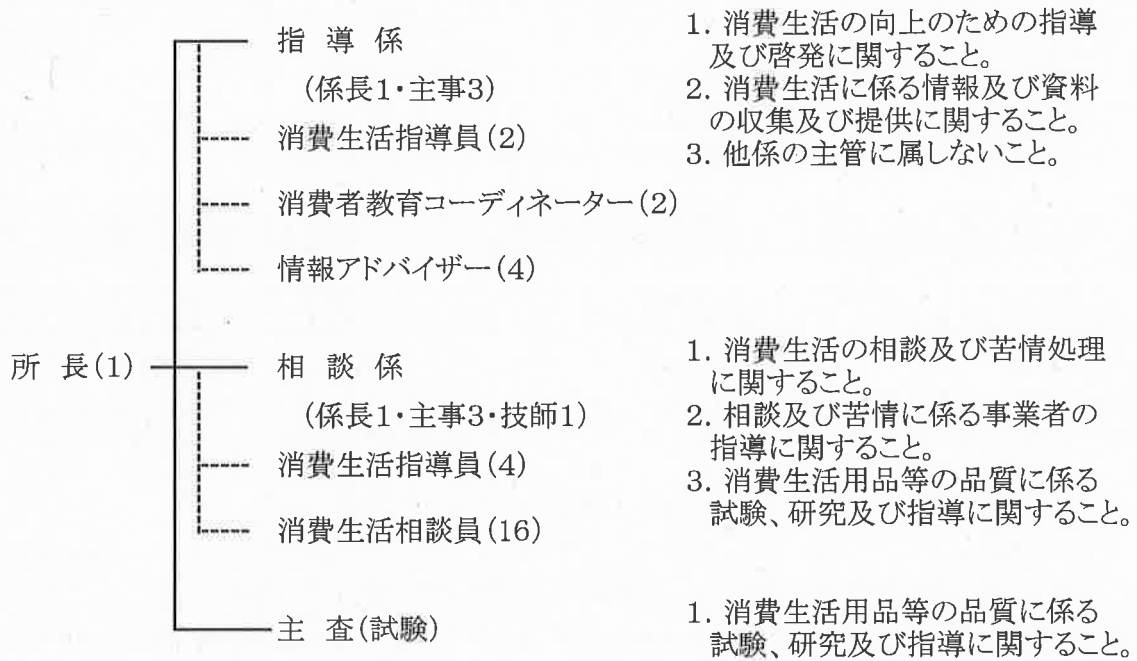 指 導 係
(係長1・主事3)
消費生活指導員(2)
消費者教育コーディネーター(2)
情報アドバイザー(4)
1. 消費生活の向上のための指導
及び啓発に関すること。
2. 消費生活に係る情報及び資料
の収集及び提供に関すること。
3. 他係の主管に属しないこと。
所 長(1)
相 談 係
(係長1・主事3・技師1)
消費生活指導員(4)
消費生活相談員(16)
1. 消費生活の相談及び苦情処理
に関すること。
2. 相談及び苦情に係る事業者の
指導に関すること。
3. 消費生活用品等の品質に係る
試験、研究及び指導に関すること。
主 査(試験)
1. 消費生活用品等の品質に係る
試験、研究及び指導に関すること。